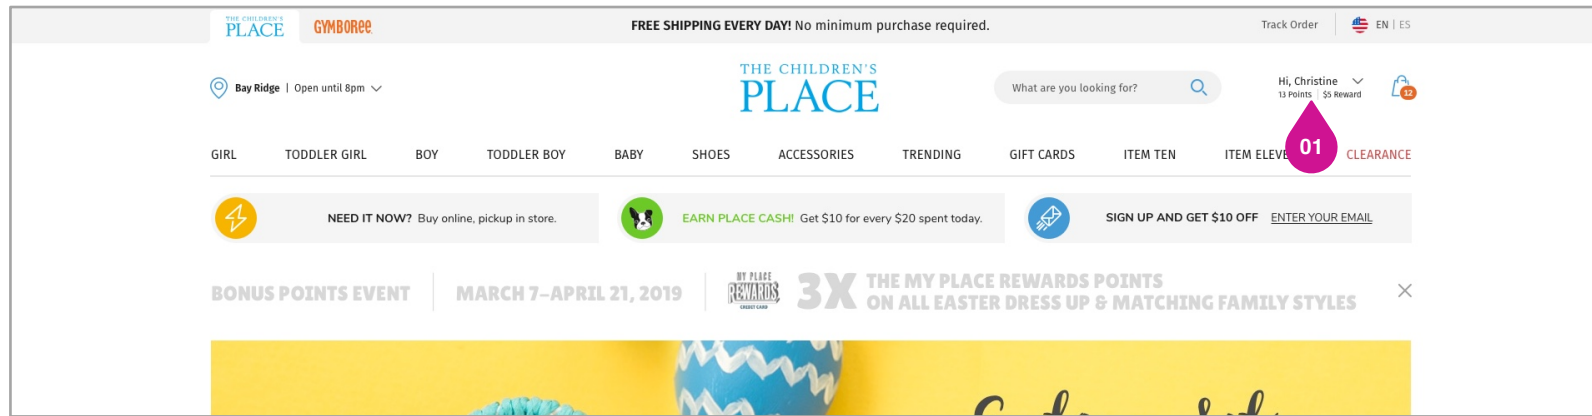 THE CHILDREN'S
PLACE
GYMBOREE
FREE SHIPPING EVERY DAY! No minimum purchase required.
Track Order
EN | ES
Bay Ridge | Open until 8pm
THE CHILDREN'S
PLACE
What are you looking for?
Hi, Christine
13 Points | $5 Reward
12
01
GIRL TODDLER GIRL BOY TODDLER BOY BABY SHOES ACCESSORIES TRENDING GIFT CARDS ITEM TEN ITEM CLEARANCE
NEED IT NOW? Buy online, pickup in store.
EARN PLACE CASH! Get $10 for every $20 spent today.
SIGN UP AND GET $10 OFF ENTER YOUR EMAIL
BONUS POINTS EVENT
MARCH 7–APRIL 21, 2019
MY PLACE
REWARDS
CREDIT CARD
3X
THE MY PLACE REWARDS POINTS
ON ALL EASTER DRESS UP & MATCHING FAMILY STYLES